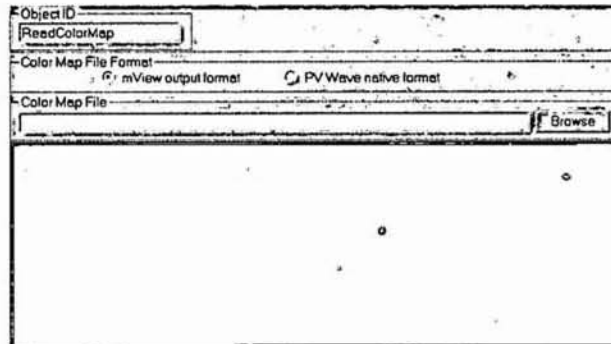 Object ID
ReadColorMap
Color Map File Format
mView output format PV Wave native format
Color Map File
Browse